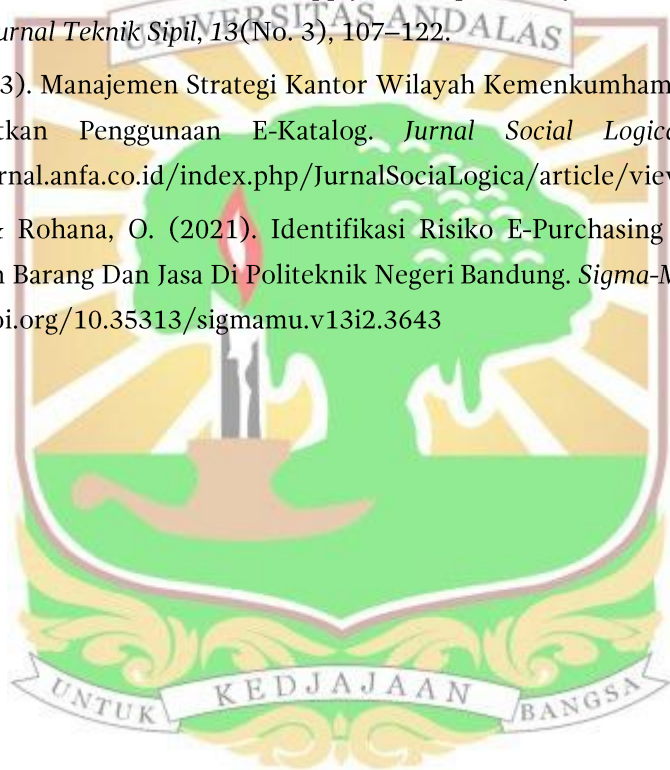 UNIVERSITAS ANDALAS
urnal Teknik Sipil, 13(No. 3), 107–122.
3). Manajemen Strategi Kantor Wilayah Kemenkumham
tkan Penggunaan E-Katalog. Jurnal Social Logica
rnal.anfa.co.id/index.php/JurnalSociaLogica/article/view
& Rohana, O. (2021). Identifikasi Risiko E-Purchasing
n Barang Dan Jasa Di Politeknik Negeri Bandung. Sigma-M
oi.org/10.35313/sigmamu.v13i2.3643
UNTUK KEDJAJAAN BANGSA